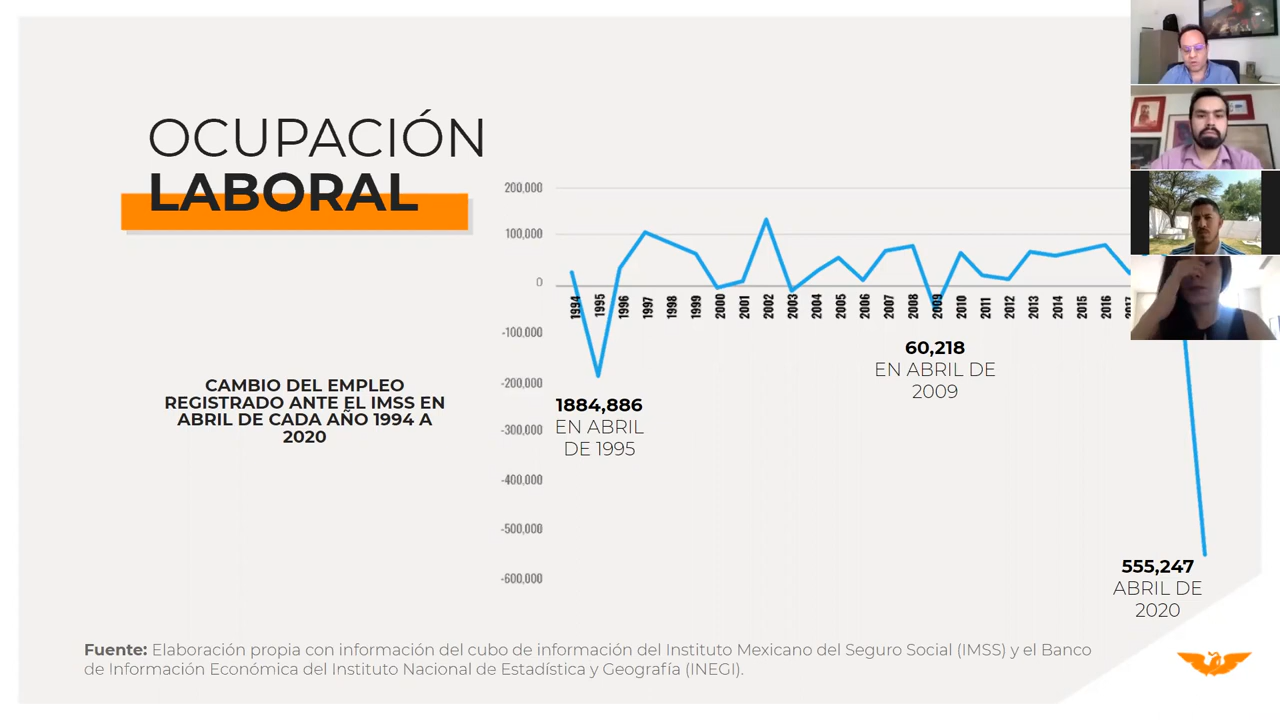 OCUPACIÓN
LABORAL
CAMBIO DEL EMPLEO
REGISTRADO ANTE EL IMSS EN
ABRIL DE CADA AÑO 1994 A
2020
200,000
100,000
0
-100,000
-200,000
-300,000
-400,000
-500,000
-600,000
1994 1995 1996 1997 1998 1999 2000 2001 2002 2003 2004 2005 2006 2007 2008 2009 2010 2011 2012 2013 2014 2015 2016
1884,886
EN ABRIL
DE 1995
60,218
EN ABRIL DE
2009
555,247
ABRIL DE
2020
Fuente: Elaboración propia con información del cubo de información del Instituto Mexicano del Seguro Social (IMSS) y el Banco
de Información Económica del Instituto Nacional de Estadística y Geografía (INEGI).